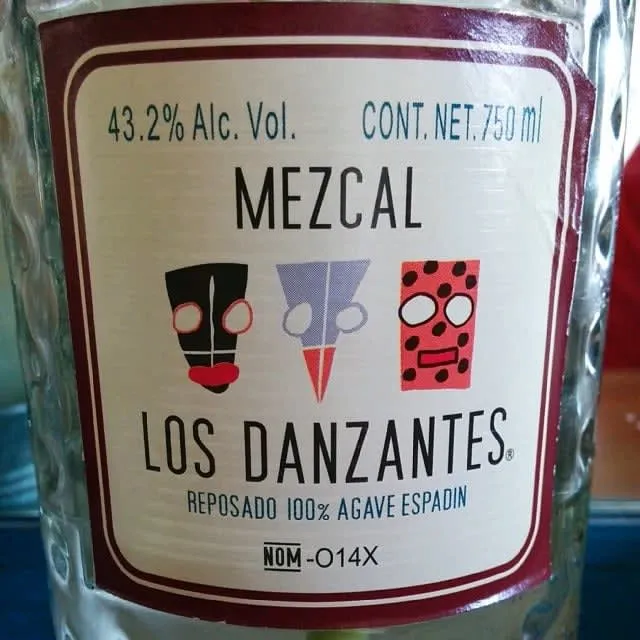 43.2% Alc. Vol. CONT. NET. 750 ml
MEZCAL
LOS DANZANTES®
REPOSADO 100% AGAVE ESPADIN
NOM-O14X